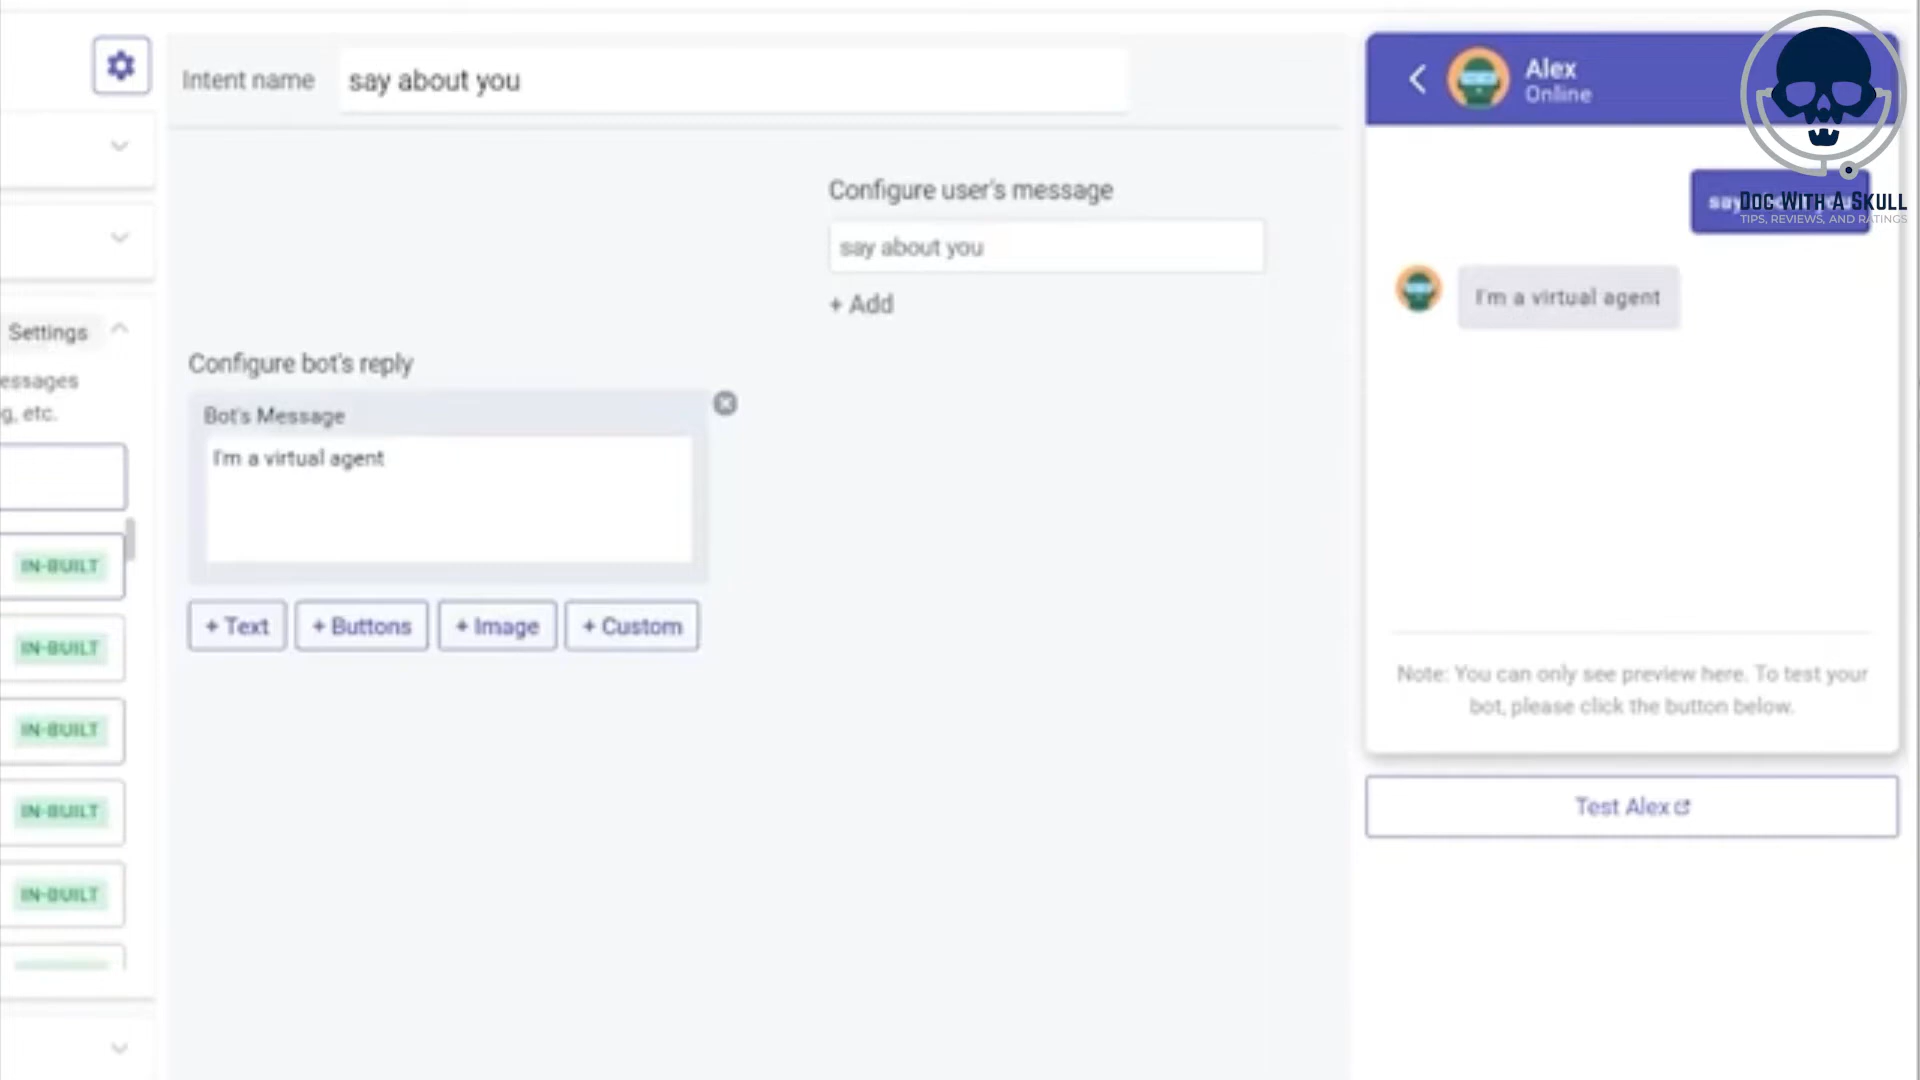 Intent name
say about you
Configure user's message
say about you
+ Add
Settings
essages
g, etc.
Configure bot's reply
Bot's Message
I'm a virtual agent
+ Text
+ Buttons
+ Image
+ Custom
IN-BUILT
IN-BUILT
IN-BUILT
IN-BUILT
IN-BUILT
Alex
Online
say
DOC WITH A SKULL
TIPS, REVIEWS, AND RATINGS
I'm a virtual agent
Note: You can only see preview here. To test your
bot, please click the button below.
Test Alex